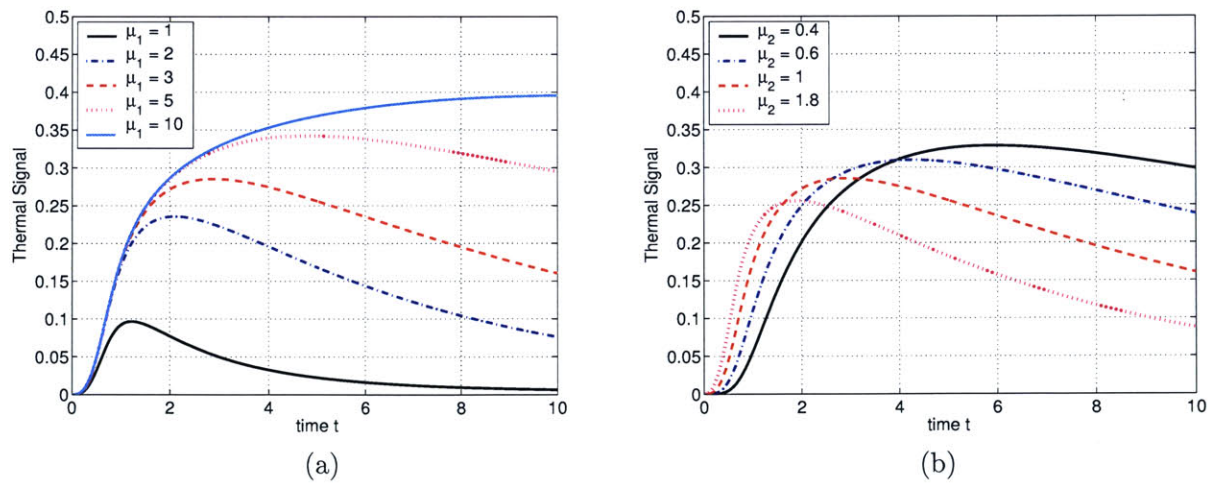 0.5
0.45
0.4
0.35
0.3
0.25
0.2
0.15
0.1
0.05
0
Thermal Signal
μ₁ = 1
μ₁ = 2
μ₁ = 3
μ₁ = 5
μ₁ = 10
0 2 4 6 8 10
time t
(a)
0.5
0.45
0.4
0.35
0.3
0.25
0.2
0.15
0.1
0.05
0
Thermal Signal
μ₂ = 0.4
μ₂ = 0.6
μ₂ = 1
μ₂ = 1.8
0 2 4 6 8 10
time t
(b)